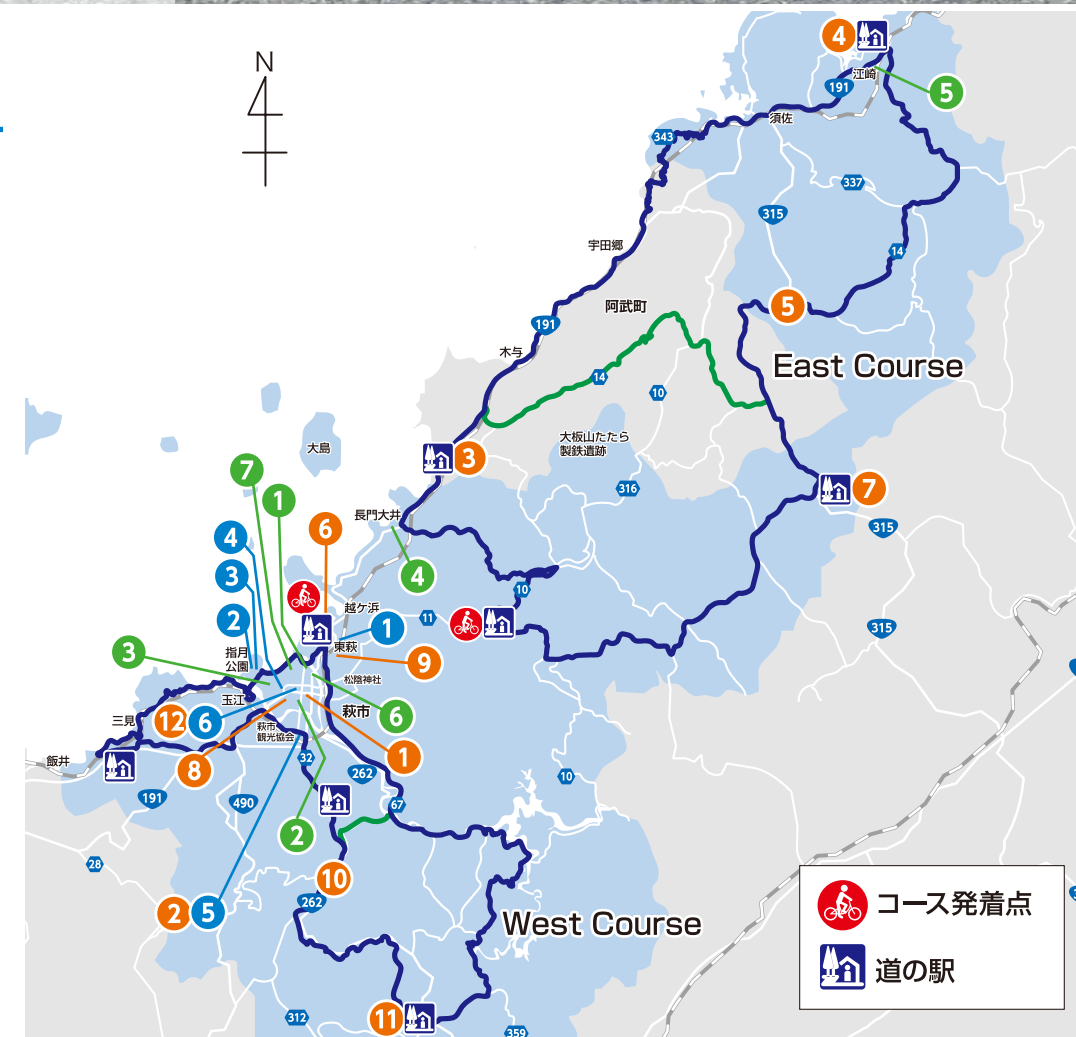 N
4
江崎
191
5
須佐
343
337
315
14
宇田郷
5
阿武町
191
East Course
木与
14
10
大板山たたら
製鉄遺跡
大島
3
7
316
7
1
長門大井
315
6
4
4
3
10
越ヶ浜
11
2
1
315
指月
公園
東萩
9
3
松陰神社
玉江
6
萩市
三見
12
6
萩市
観光協会
飯井
8
1
32
262
10
191
490
67
2
28
10
262
2
5
West Course
コース発着点
道の駅
11
312
359